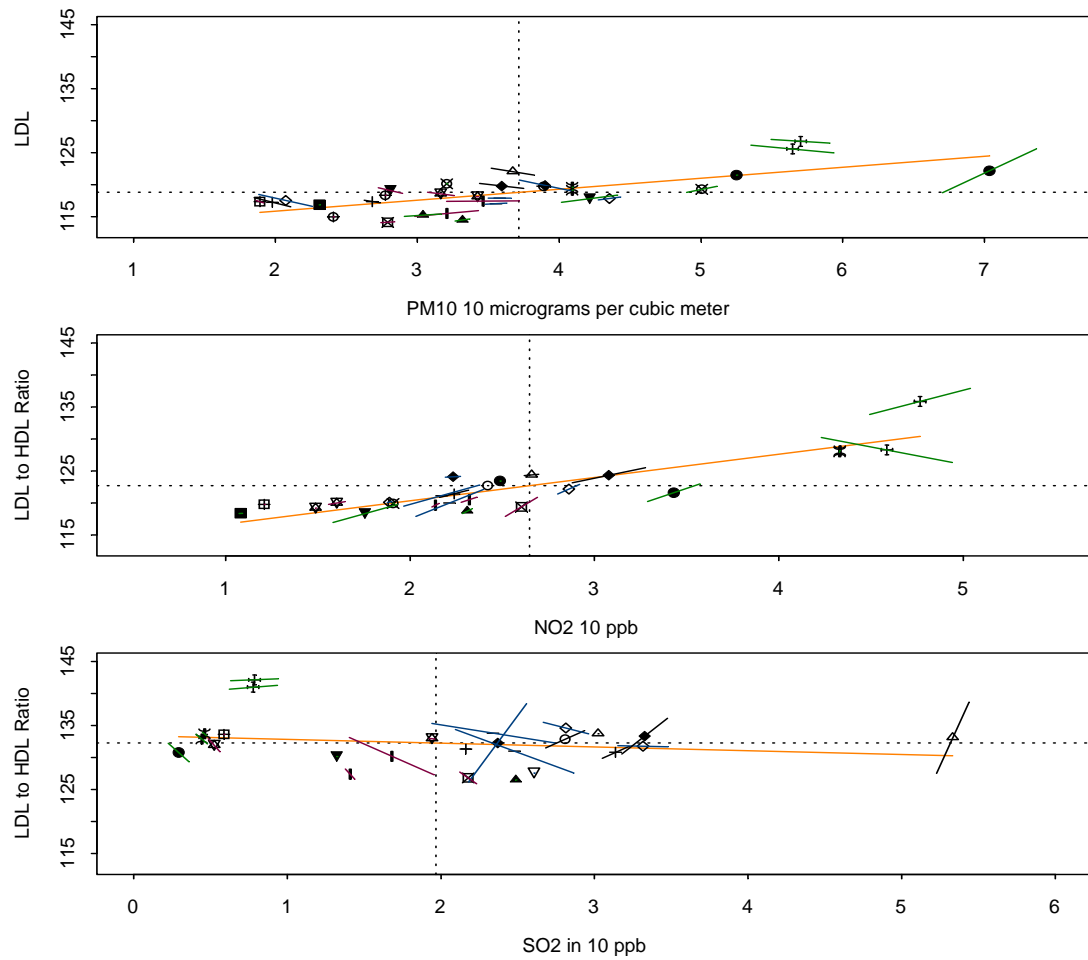 145
135
125
115
LDL
1 2 3 4 5 6 7
PM10 10 micrograms per cubic meter
145
135
125
115
LDL to HDL Ratio
1 2 3 4 5
NO2 10 ppb
145
135
125
115
LDL to HDL Ratio
0 1 2 3 4 5 6
SO2 in 10 ppb